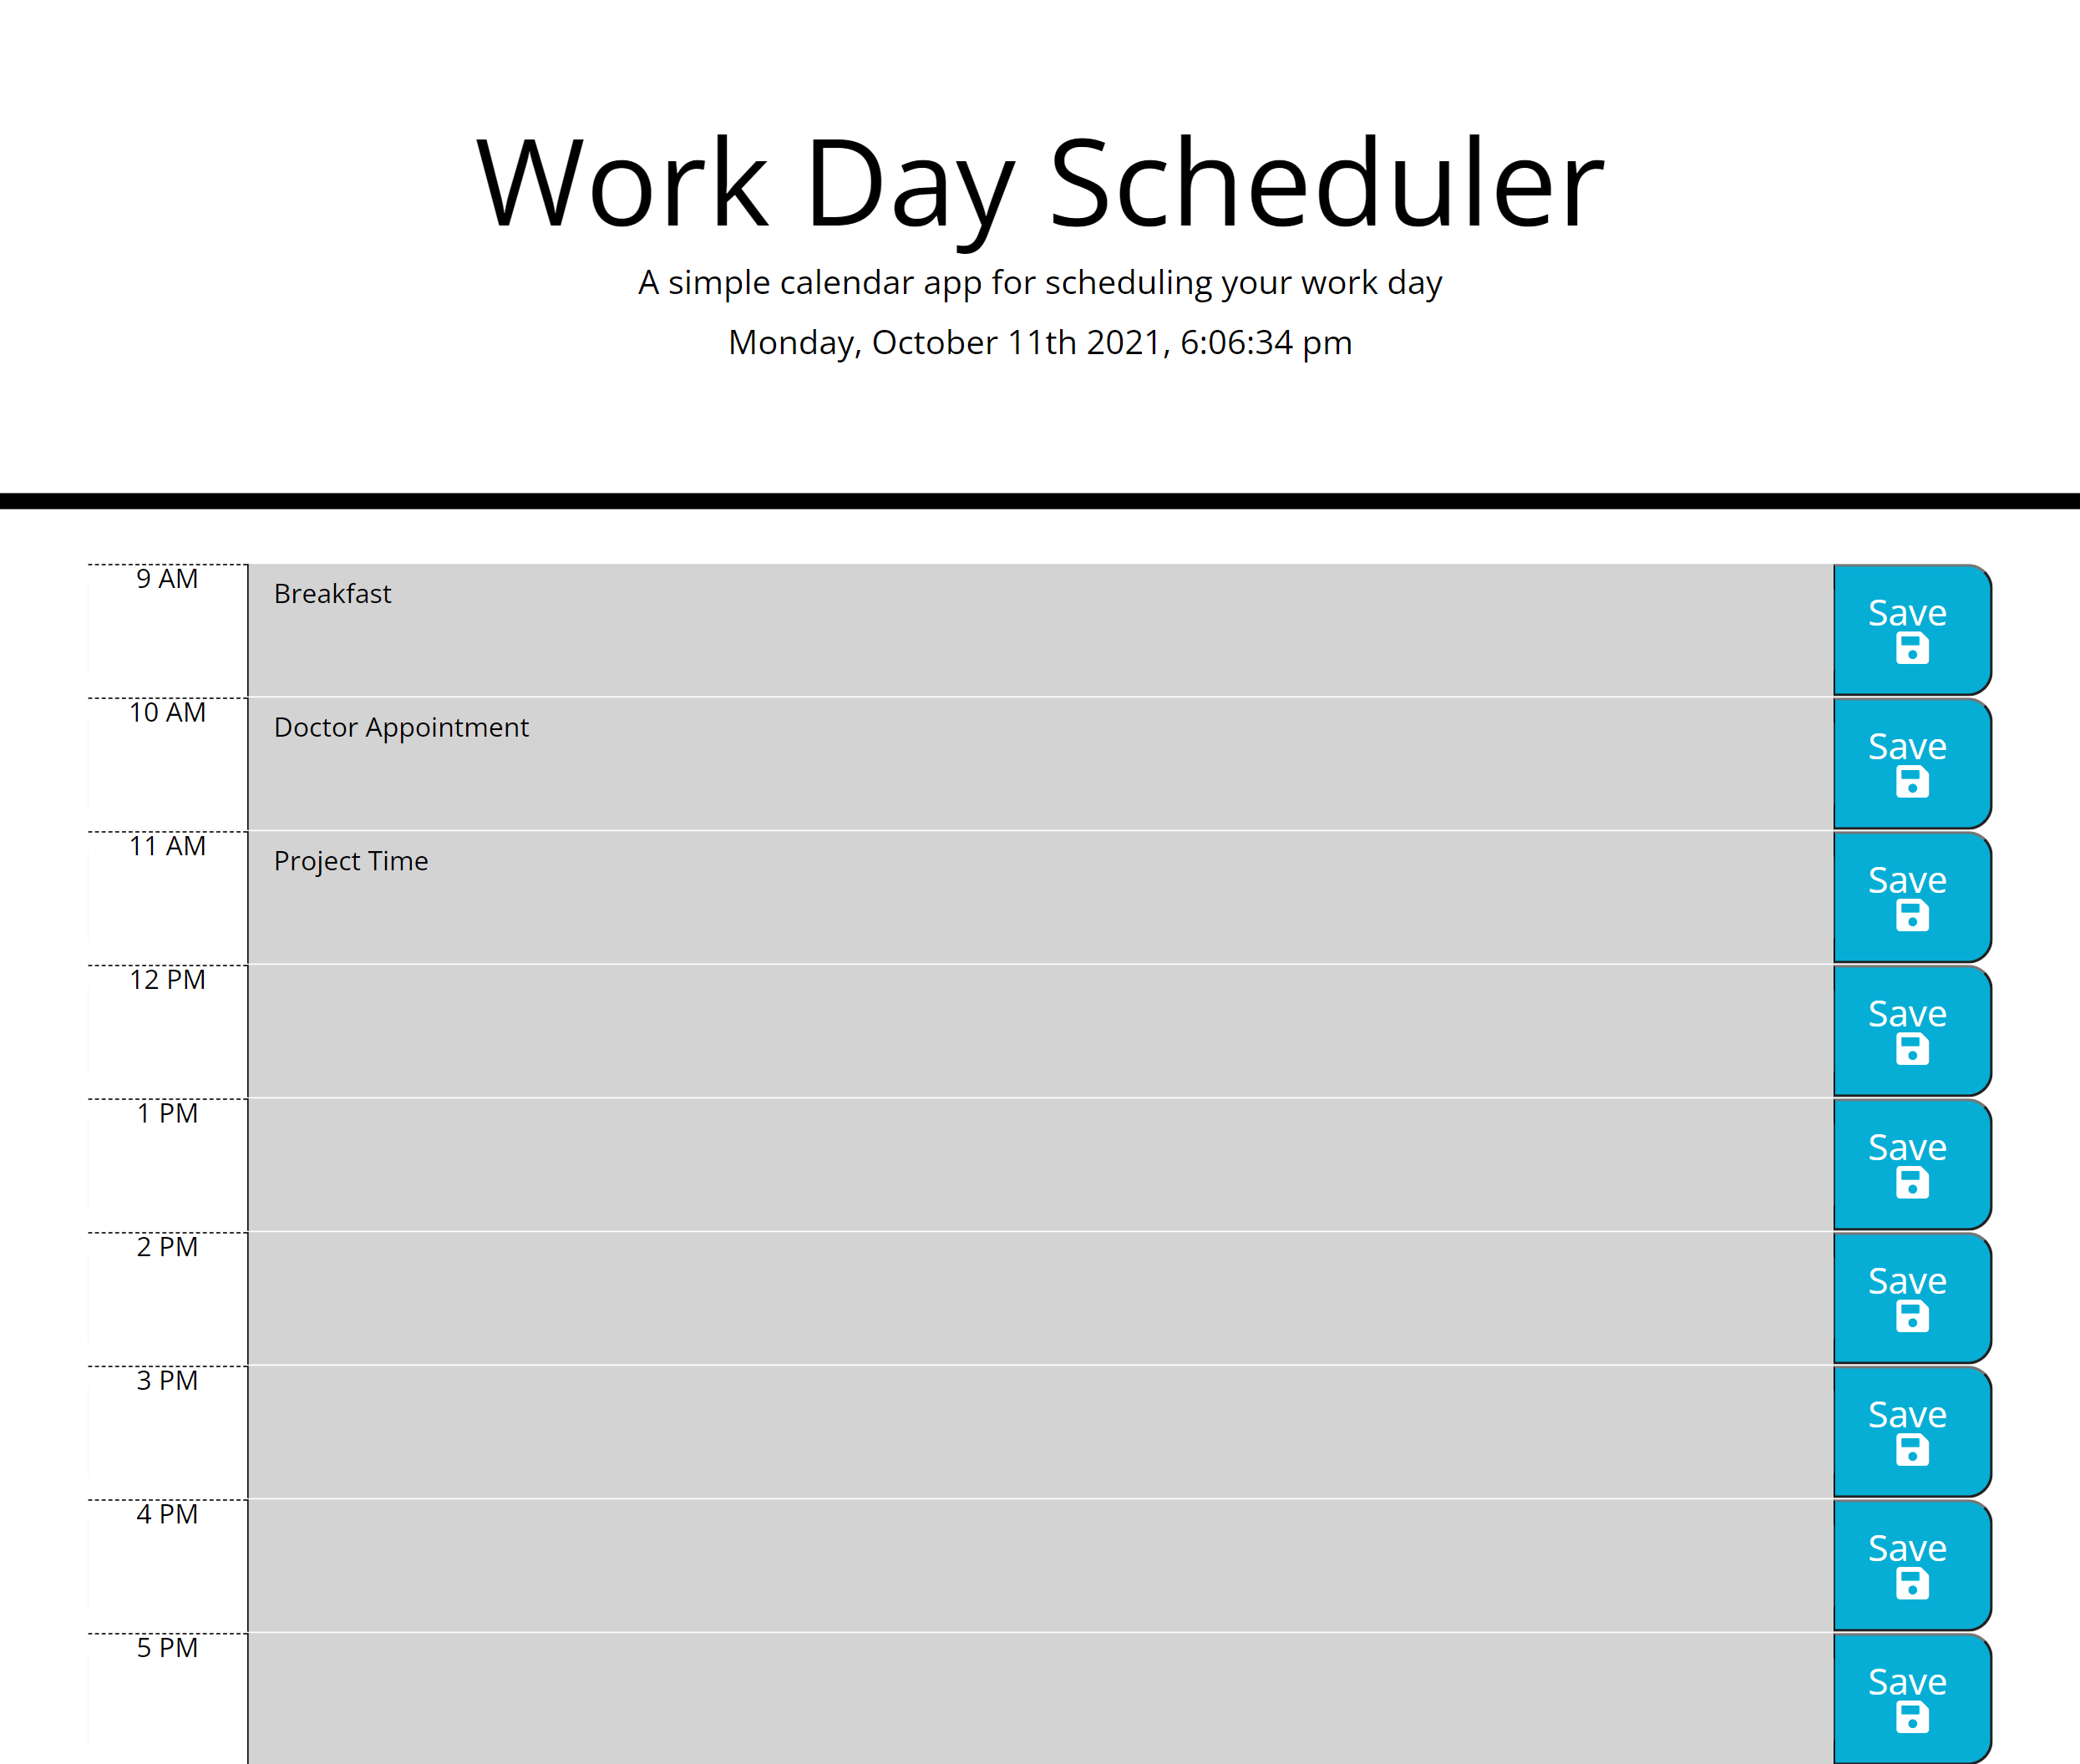 Work Day Scheduler
A simple calendar app for scheduling your work day
Monday, October 11th 2021, 6:06:34 pm
9 AM
Breakfast
Save
10 AM
Doctor Appointment
Save
11 AM
Project Time
Save
12 PM
Save
1 PM
Save
2 PM
Save
3 PM
Save
4 PM
Save
5 PM
Save